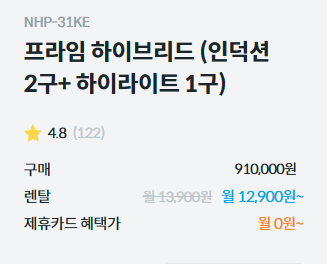 NHP-31KE
프라임 하이브리드 (인덕션
2구+ 하이라이트 1구)
4.8 (122)
구매 910,000원
렌탈 월 13,900원 월 12,900원~
제휴카드 혜택가 월 0원~